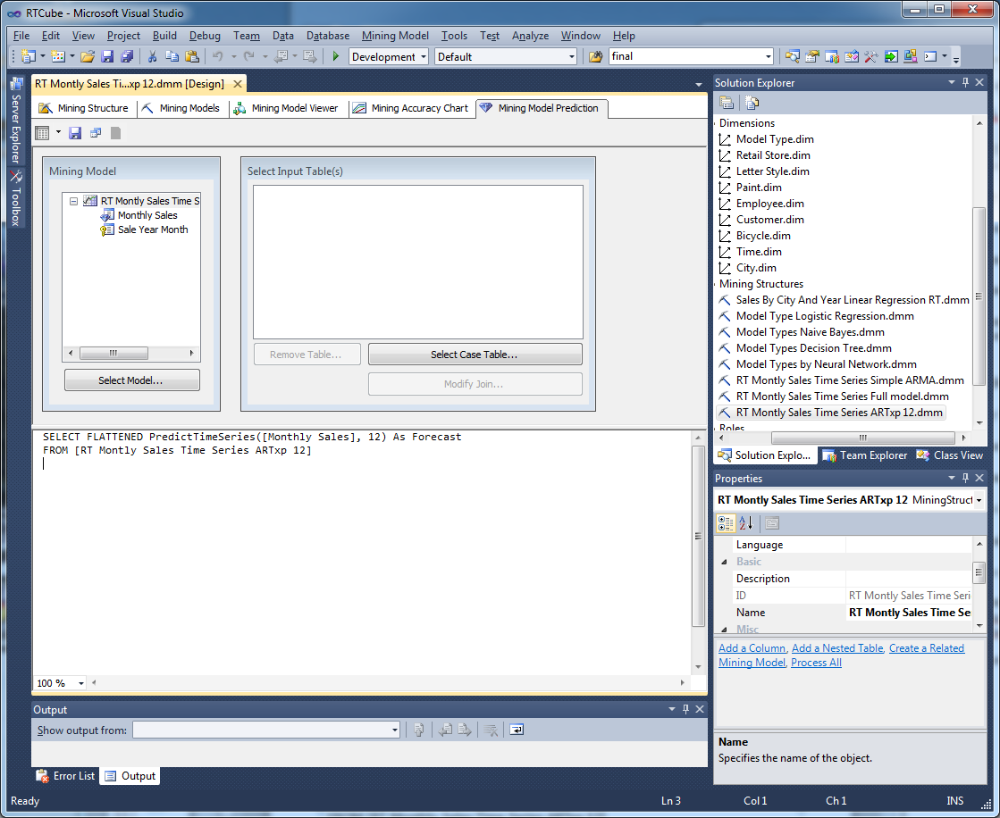 RTCube - Microsoft Visual Studio
File Edit View Project Build Debug Team Data Database Mining Model Tools Test Analyze Window Help
Development Default final
Server Explorer
Toolbox
RT Montly Sales Ti...xp 12.dmm [Design]
Mining Structure Mining Models Mining Model Viewer Mining Accuracy Chart Mining Model Prediction
Mining Model
RT Montly Sales Time S
Monthly Sales
Sale Year Month
Select Model...
Select Input Table(s)
Remove Table... Select Case Table...
Modify Join...
SELECT FLATTENED PredictTimeSeries([Monthly Sales], 12) As Forecast
FROM [RT Montly Sales Time Series ARTxp 12]
100 %
Output
Show output from:
Error List Output
Solution Explorer
Dimensions
Model Type.dim
Retail Store.dim
Letter Style.dim
Paint.dim
Employee.dim
Customer.dim
Bicycle.dim
Time.dim
City.dim
Mining Structures
Sales By City And Year Linear Regression RT.dmm
Model Type Logistic Regression.dmm
Model Types Naive Bayes.dmm
Model Types Decision Tree.dmm
Model Types by Neural Network.dmm
RT Montly Sales Time Series Simple ARMA.dmm
RT Montly Sales Time Series Full model.dmm
RT Montly Sales Time Series ARTxp 12.dmm
Roles
Solution Explo... Team Explorer Class View
Properties
RT Montly Sales Time Series ARTxp 12 MiningStruct
Language
Basic
Description
ID RT Montly Sales Time Seri
Name RT Montly Sales Time Se
Misc
Add a Column, Add a Nested Table, Create a Related
Mining Model, Process All
Name
Specifies the name of the object.
Ready Ln 3 Col 1 Ch 1 INS